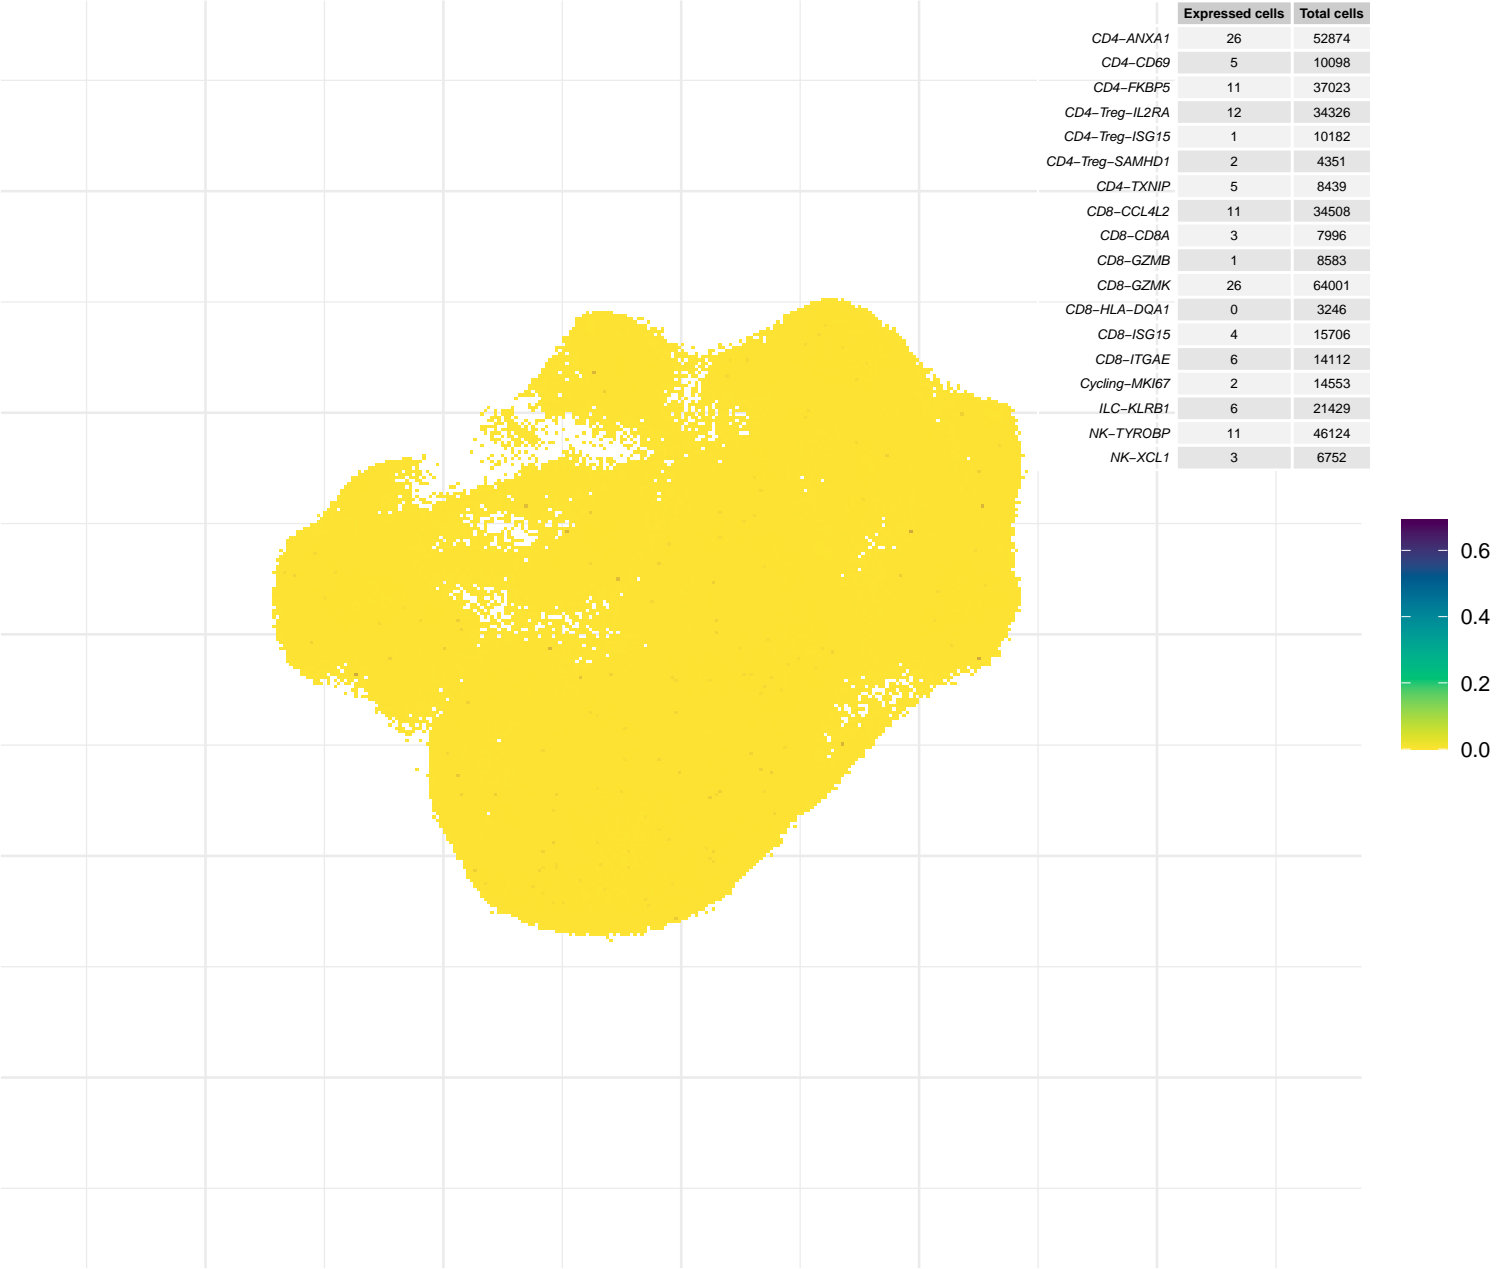 Expressed cells Total cells
CD4−ANXA1 26 52874
CD4−CD69 5 10098
CD4−FKBP5 11 37023
CD4−Treg−IL2RA 12 34326
CD4−Treg−ISG15 1 10182
CD4−Treg−SAMHD1 2 4351
CD4−TXNIP 5 8439
CD8−CCL4L2 11 34508
CD8−CD8A 3 7996
CD8−GZMB 1 8583
CD8−GZMK 26 64001
CD8−HLA−DQA1 0 3246
CD8−ISG15 4 15706
CD8−ITGAE 6 14112
Cycling−MKI67 2 14553
ILC−KLRB1 6 21429
NK−TYROBP 11 46124
NK−XCL1 3 6752
0.6
0.4
0.2
0.0